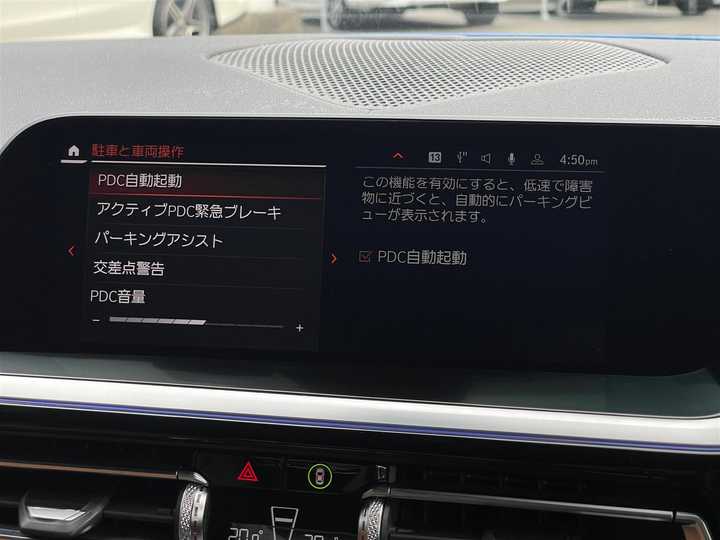 駐車と車両操作
13
4:50pm
PDC自動起動
アクティブPDC緊急ブレーキ
パーキングアシスト
交差点警告
PDC音量
− +
この機能を有効にすると、低速で障害
物に近づくと、自動的にパーキングビ
ューが表示されます。
PDC自動起動